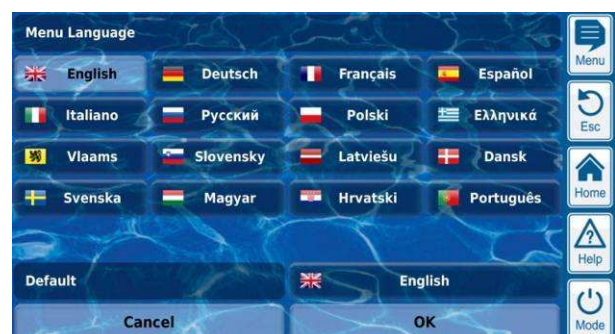 Menu Language
English Deutsch Français Español
Italiano Русский Polski Ελληνικά
Vlaams Slovensky Latviešu Dansk
Svenska Magyar Hrvatski Português
Default English
Cancel OK
Menu
Esc
Home
Help
Mode